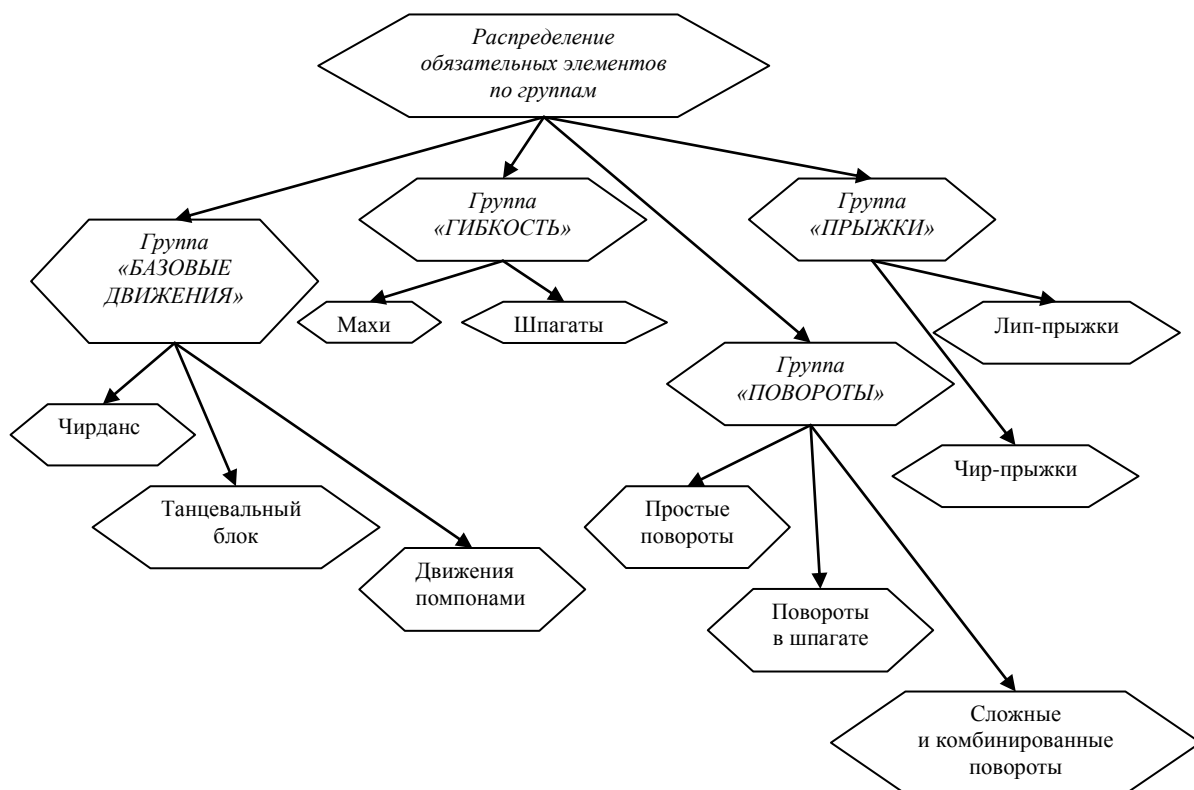 Распределение
обязательных элементов
по группам
Группа
«БАЗОВЫЕ
ДВИЖЕНИЯ»
Группа
«ГИБКОСТЬ»
Группа
«ПРЫЖКИ»
Махи
Шпагаты
Лип-прыжки
Группа
«ПОВОРОТЫ»
Чирданс
Чир-прыжки
Танцевальный
блок
Простые
повороты
Движения
помпонами
Повороты
в шпагате
Сложные
и комбинированные
повороты